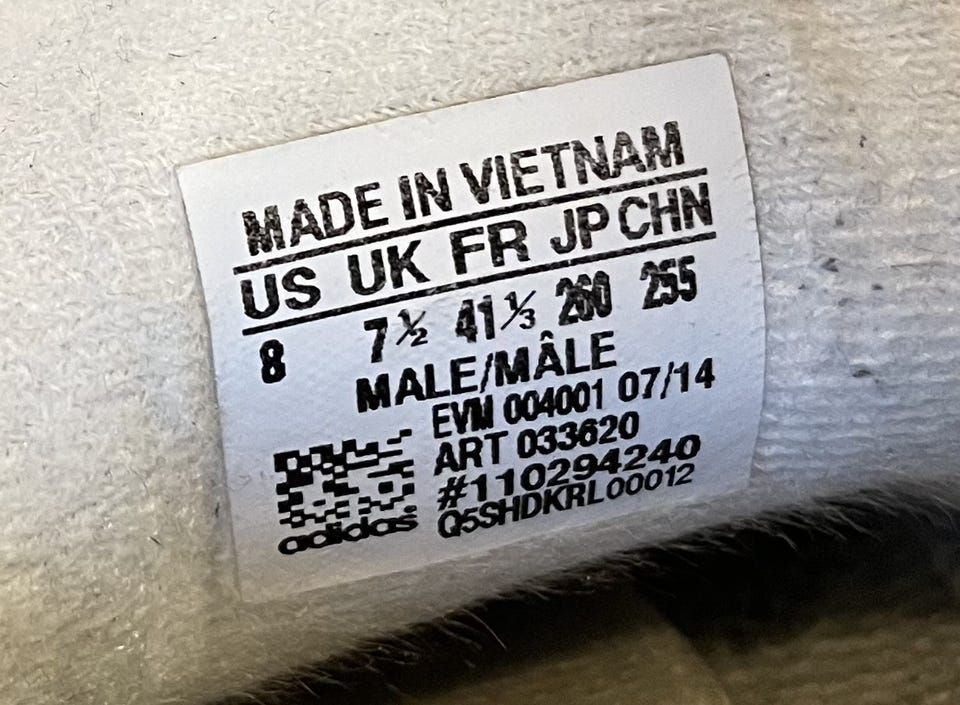 MADE IN VIETNAM
US UK FR JP CHN
8 7½ 41⅓ 260 255
MALE/MÂLE
EVM 004001 07/14
ART 033620
#110294240
Q5SHDKRL00012
adidas